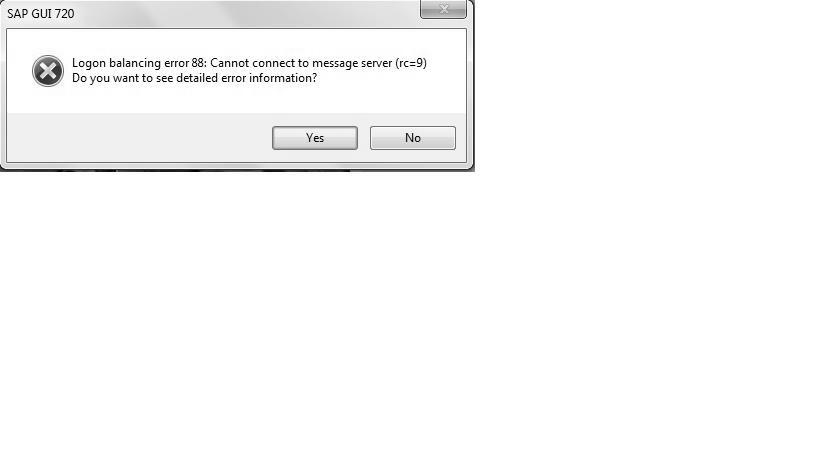 SAP GUI 720
Logon balancing error 88: Cannot connect to message server (rc=9)
Do you want to see detailed error information?
Yes No